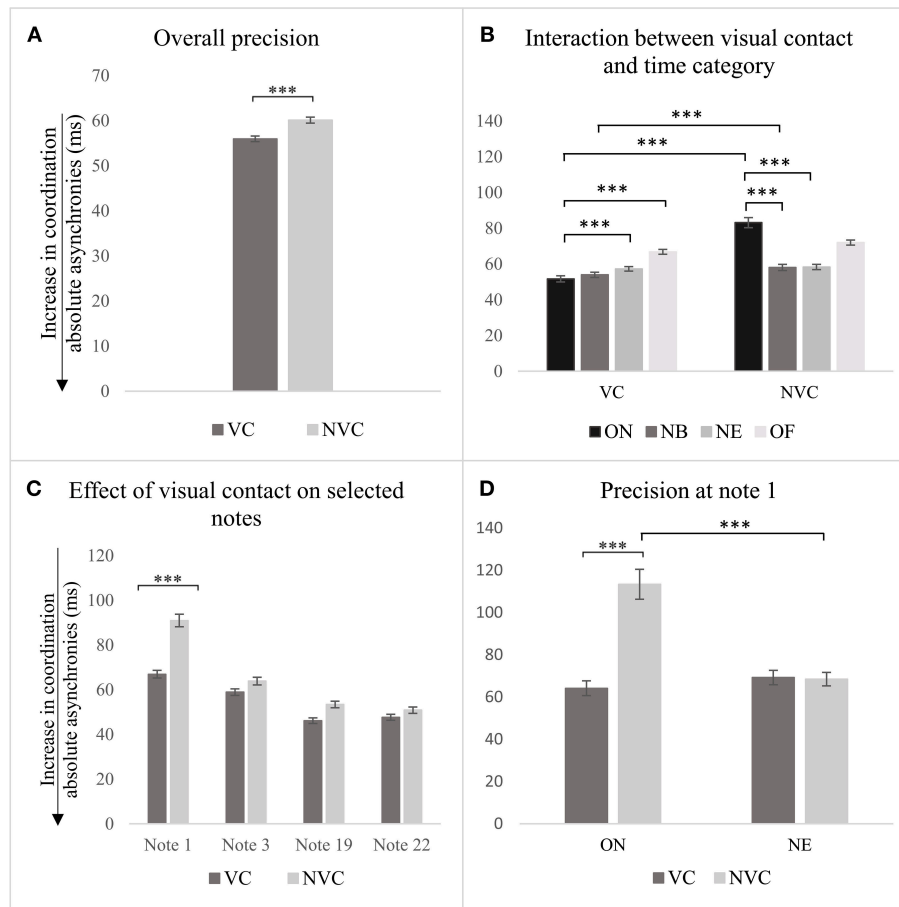 A
Overall precision
Increase in coordination
absolute asynchronies (ms)
70
60
50
40
30
20
10
0
***
VC NVC
B
Interaction between visual contact
and time category
140
120
100
80
60
40
20
0
***
***
***
***
***
***
VC NVC
ON NB NE OF
C
Effect of visual contact on selected
notes
Increase in coordination
absolute asynchronies (ms)
120
100
80
60
40
20
0
***
Note 1 Note 3 Note 19 Note 22
VC NVC
D
Precision at note 1
140
120
100
80
60
40
20
0
***
***
ON NE
VC NVC